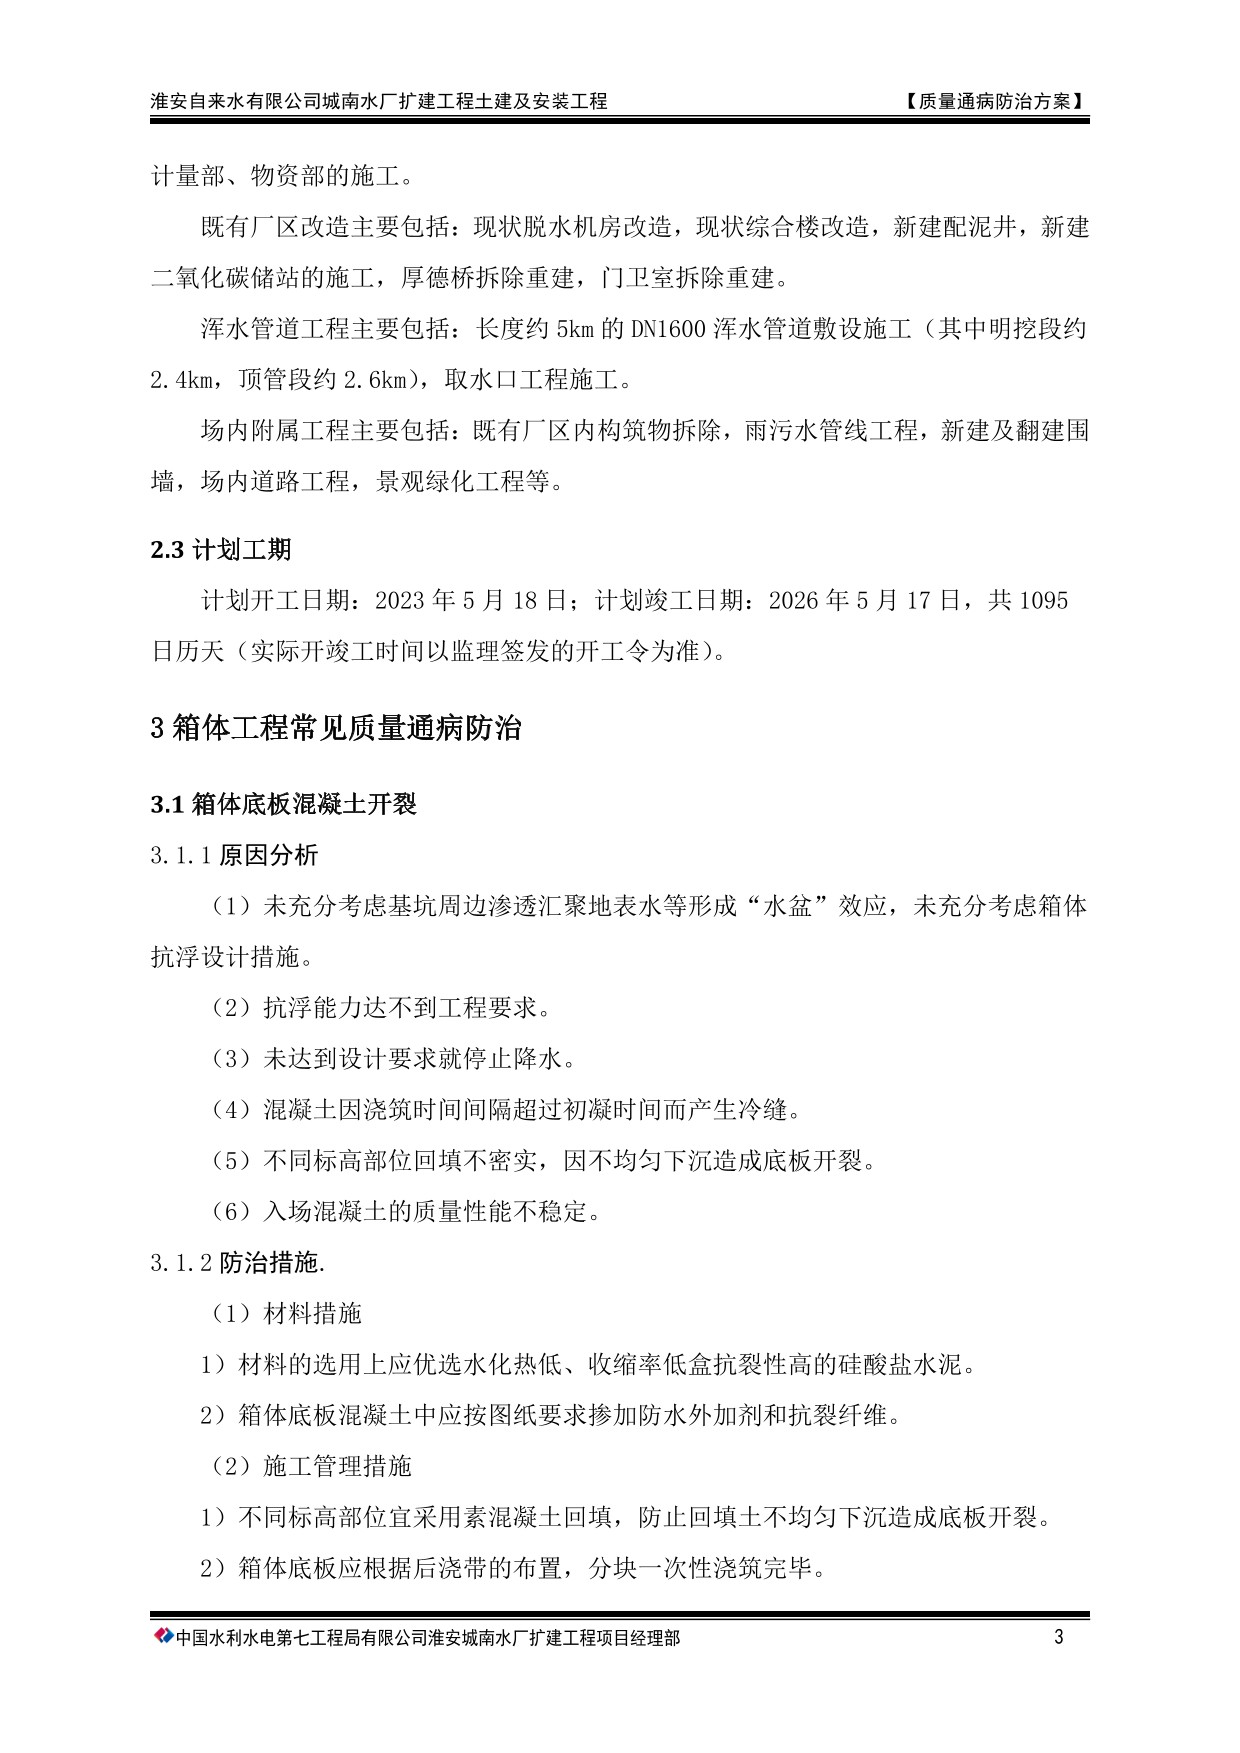 淮安自来水有限公司城南水厂扩建工程土建及安装工程 【质量通病防治方案】
计量部、物资部的施工。
既有厂区改造主要包括：现状脱水机房改造，现状综合楼改造，新建配泥井，新建
二氧化碳储站的施工，厚德桥拆除重建，门卫室拆除重建。
浑水管道工程主要包括：长度约 5km 的 DN1600 浑水管道敷设施工（其中明挖段约
2.4km，顶管段约 2.6km），取水口工程施工。
场内附属工程主要包括：既有厂区内构筑物拆除，雨污水管线工程，新建及翻建围
墙，场内道路工程，景观绿化工程等。
2.3 计划工期
计划开工日期：2023 年 5 月 18 日；计划竣工日期：2026 年 5 月 17 日，共 1095
日历天（实际开竣工时间以监理签发的开工令为准）。
3 箱体工程常见质量通病防治
3.1 箱体底板混凝土开裂
3.1.1 原因分析
（1）未充分考虑基坑周边渗透汇聚地表水等形成“水盆”效应，未充分考虑箱体
抗浮设计措施。
（2）抗浮能力达不到工程要求。
（3）未达到设计要求就停止降水。
（4）混凝土因浇筑时间间隔超过初凝时间而产生冷缝。
（5）不同标高部位回填不密实，因不均匀下沉造成底板开裂。
（6）入场混凝土的质量性能不稳定。
3.1.2 防治措施.
（1）材料措施
1）材料的选用上应优选水化热低、收缩率低盒抗裂性高的硅酸盐水泥。
2）箱体底板混凝土中应按图纸要求掺加防水外加剂和抗裂纤维。
（2）施工管理措施
1）不同标高部位宜采用素混凝土回填，防止回填土不均匀下沉造成底板开裂。
2）箱体底板应根据后浇带的布置，分块一次性浇筑完毕。
中国水利水电第七工程局有限公司淮安城南水厂扩建工程项目经理部 3